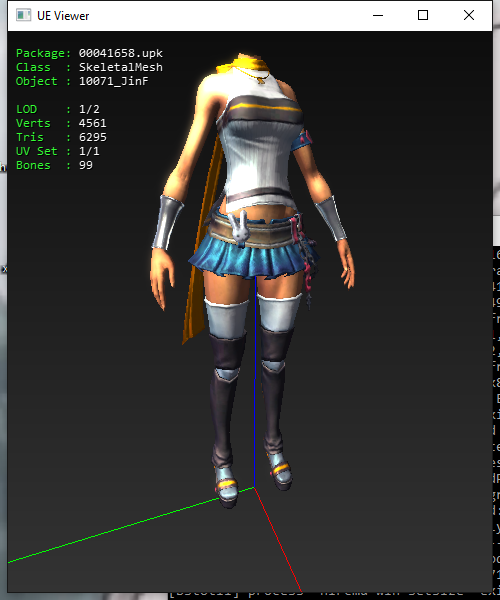 UE Viewer
Package: 00041658.upk
Class : SkeletalMesh
Object : 10071_JinF
LOD : 1/2
Verts : 4561
Tris : 6295
UV Set : 1/1
Bones : 99